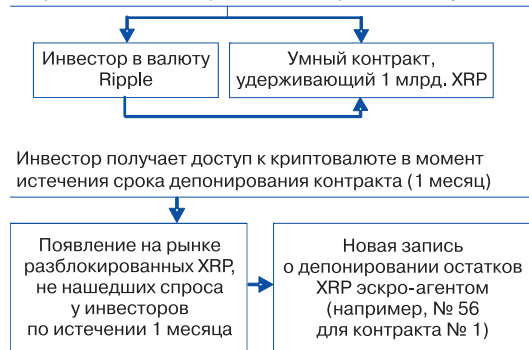 Инвестор в валюту
Ripple
Умный контракт,
удерживающий 1 млрд. XRP
Инвестор получает доступ к криптовалюте в момент
истечения срока депонирования контракта (1 месяц)
Появление на рынке
разблокированных XRP,
не нашедших спроса
у инвесторов
по истечении 1 месяца
Новая запись
о депонировании остатков
XRP эскро-агентом
(например, № 56
для контракта № 1)